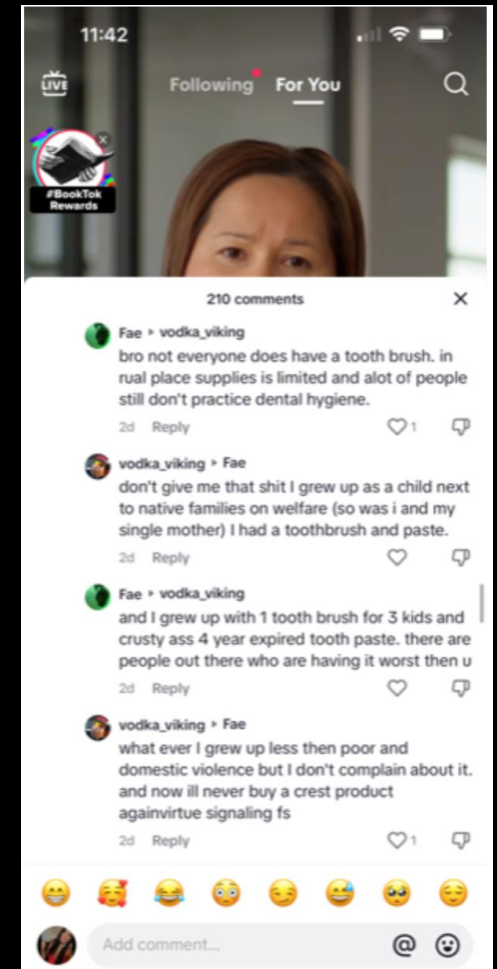 11:42
LIVE
Following For You
#BookTok
Rewards
210 comments
Fae ▸ vodka_viking
bro not everyone does have a tooth brush. in
rual place supplies is limited and alot of people
still don't practice dental hygiene.
2d Reply 1
vodka_viking ▸ Fae
don't give me that shit I grew up as a child next
to native families on welfare (so was i and my
single mother) I had a toothbrush and paste.
2d Reply
Fae ▸ vodka_viking
and I grew up with 1 tooth brush for 3 kids and
crusty ass 4 year expired tooth paste. there are
people out there who are having it worst then u
2d Reply
vodka_viking ▸ Fae
what ever I grew up less then poor and
domestic violence but I don't complain about it.
and now ill never buy a crest product
againvirtue signaling fs
2d Reply 1
Add comment... @